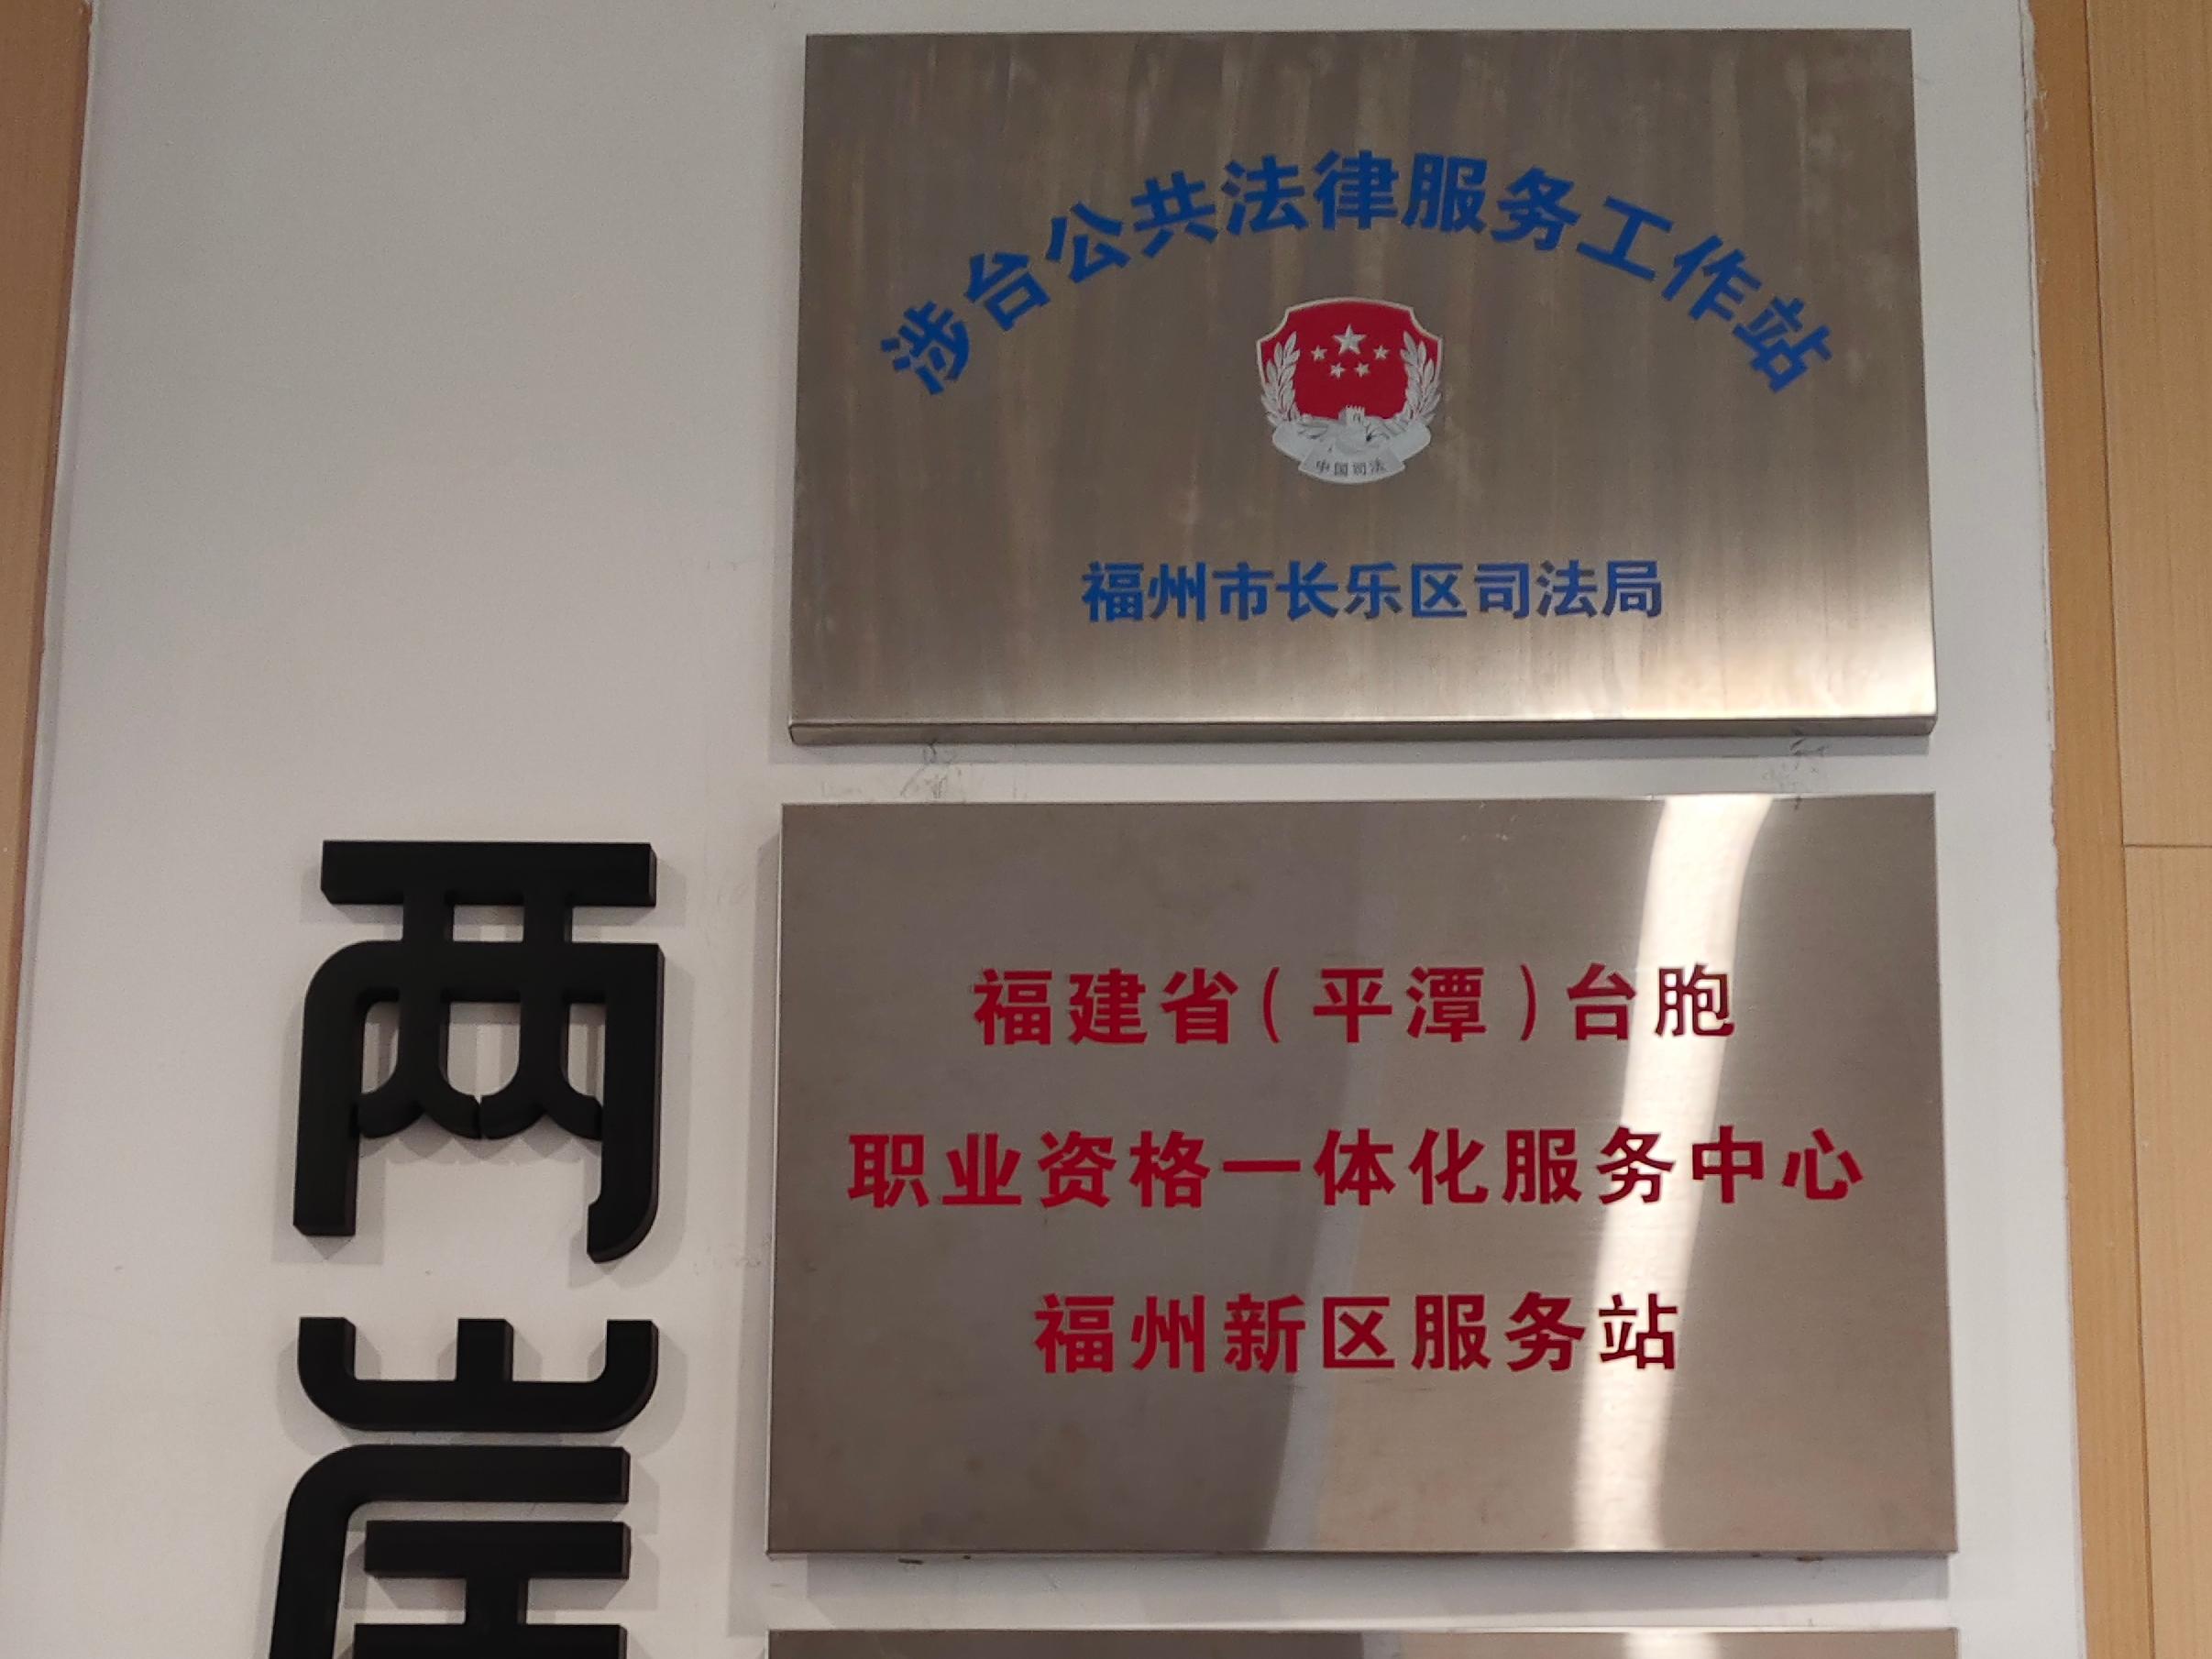 涉台公共法律服务工作站
中国司法
福州市长乐区司法局
福建省(平潭)台胞
职业资格一体化服务中心
福州新区服务站
两岸